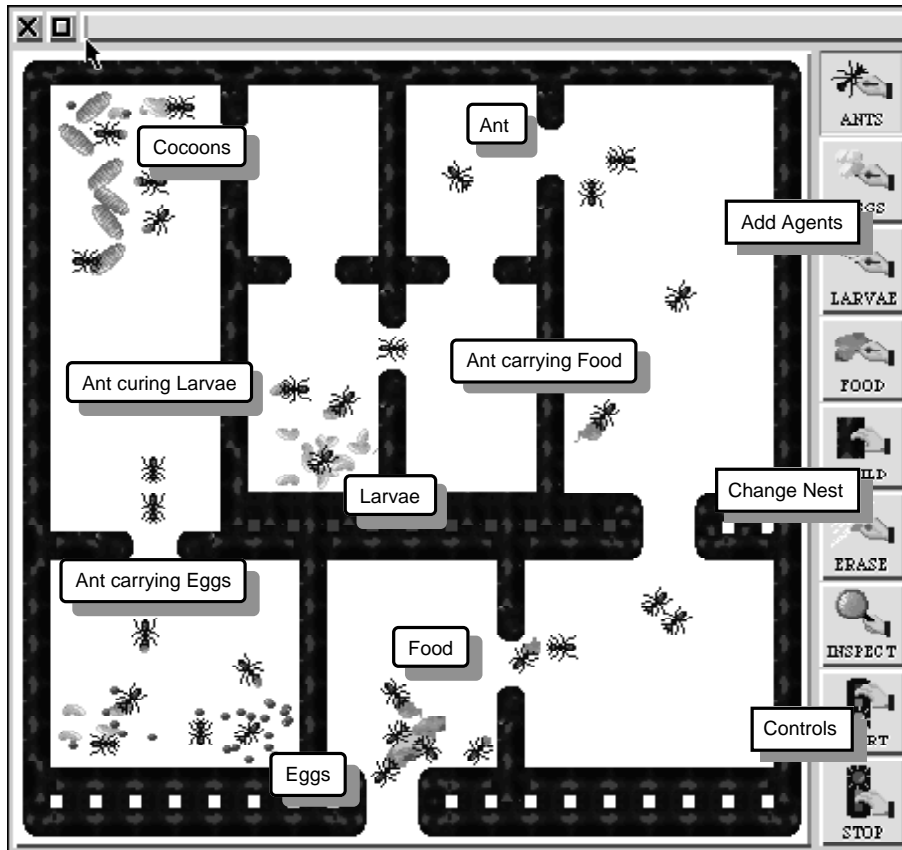 ANTS
Ant
Cocoons
Add Agents
LARVAE
Ant carrying Food
Ant curing Larvae
FOOD
Larvae
Change Nest
ERASE
Ant carrying Eggs
Food
INSPECT
Controls
Eggs
STOP